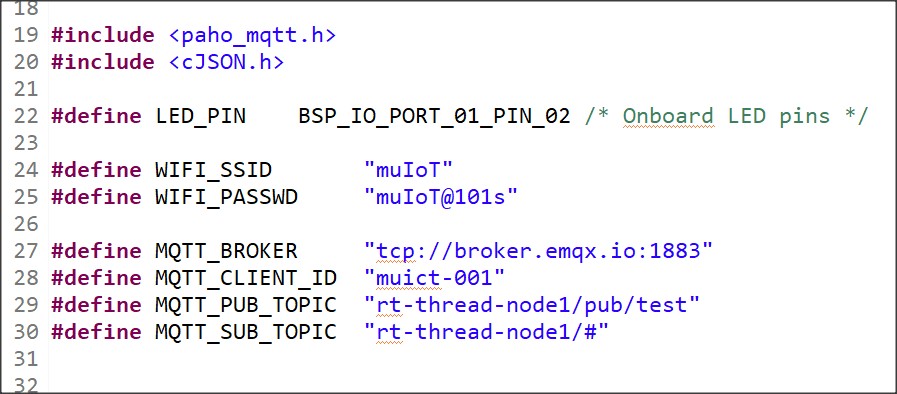 18
19 #include <paho_mqtt.h>
20 #include <cJSON.h>
21
22 #define LED_PIN    BSP_IO_PORT_01_PIN_02 /* Onboard LED pins */
23
24 #define WIFI_SSID       "muIoT"
25 #define WIFI_PASSWD     "muIoT@101s"
26
27 #define MQTT_BROKER     "tcp://broker.emqx.io:1883"
28 #define MQTT_CLIENT_ID  "muict-001"
29 #define MQTT_PUB_TOPIC  "rt-thread-node1/pub/test"
30 #define MQTT_SUB_TOPIC  "rt-thread-node1/#"
31
32